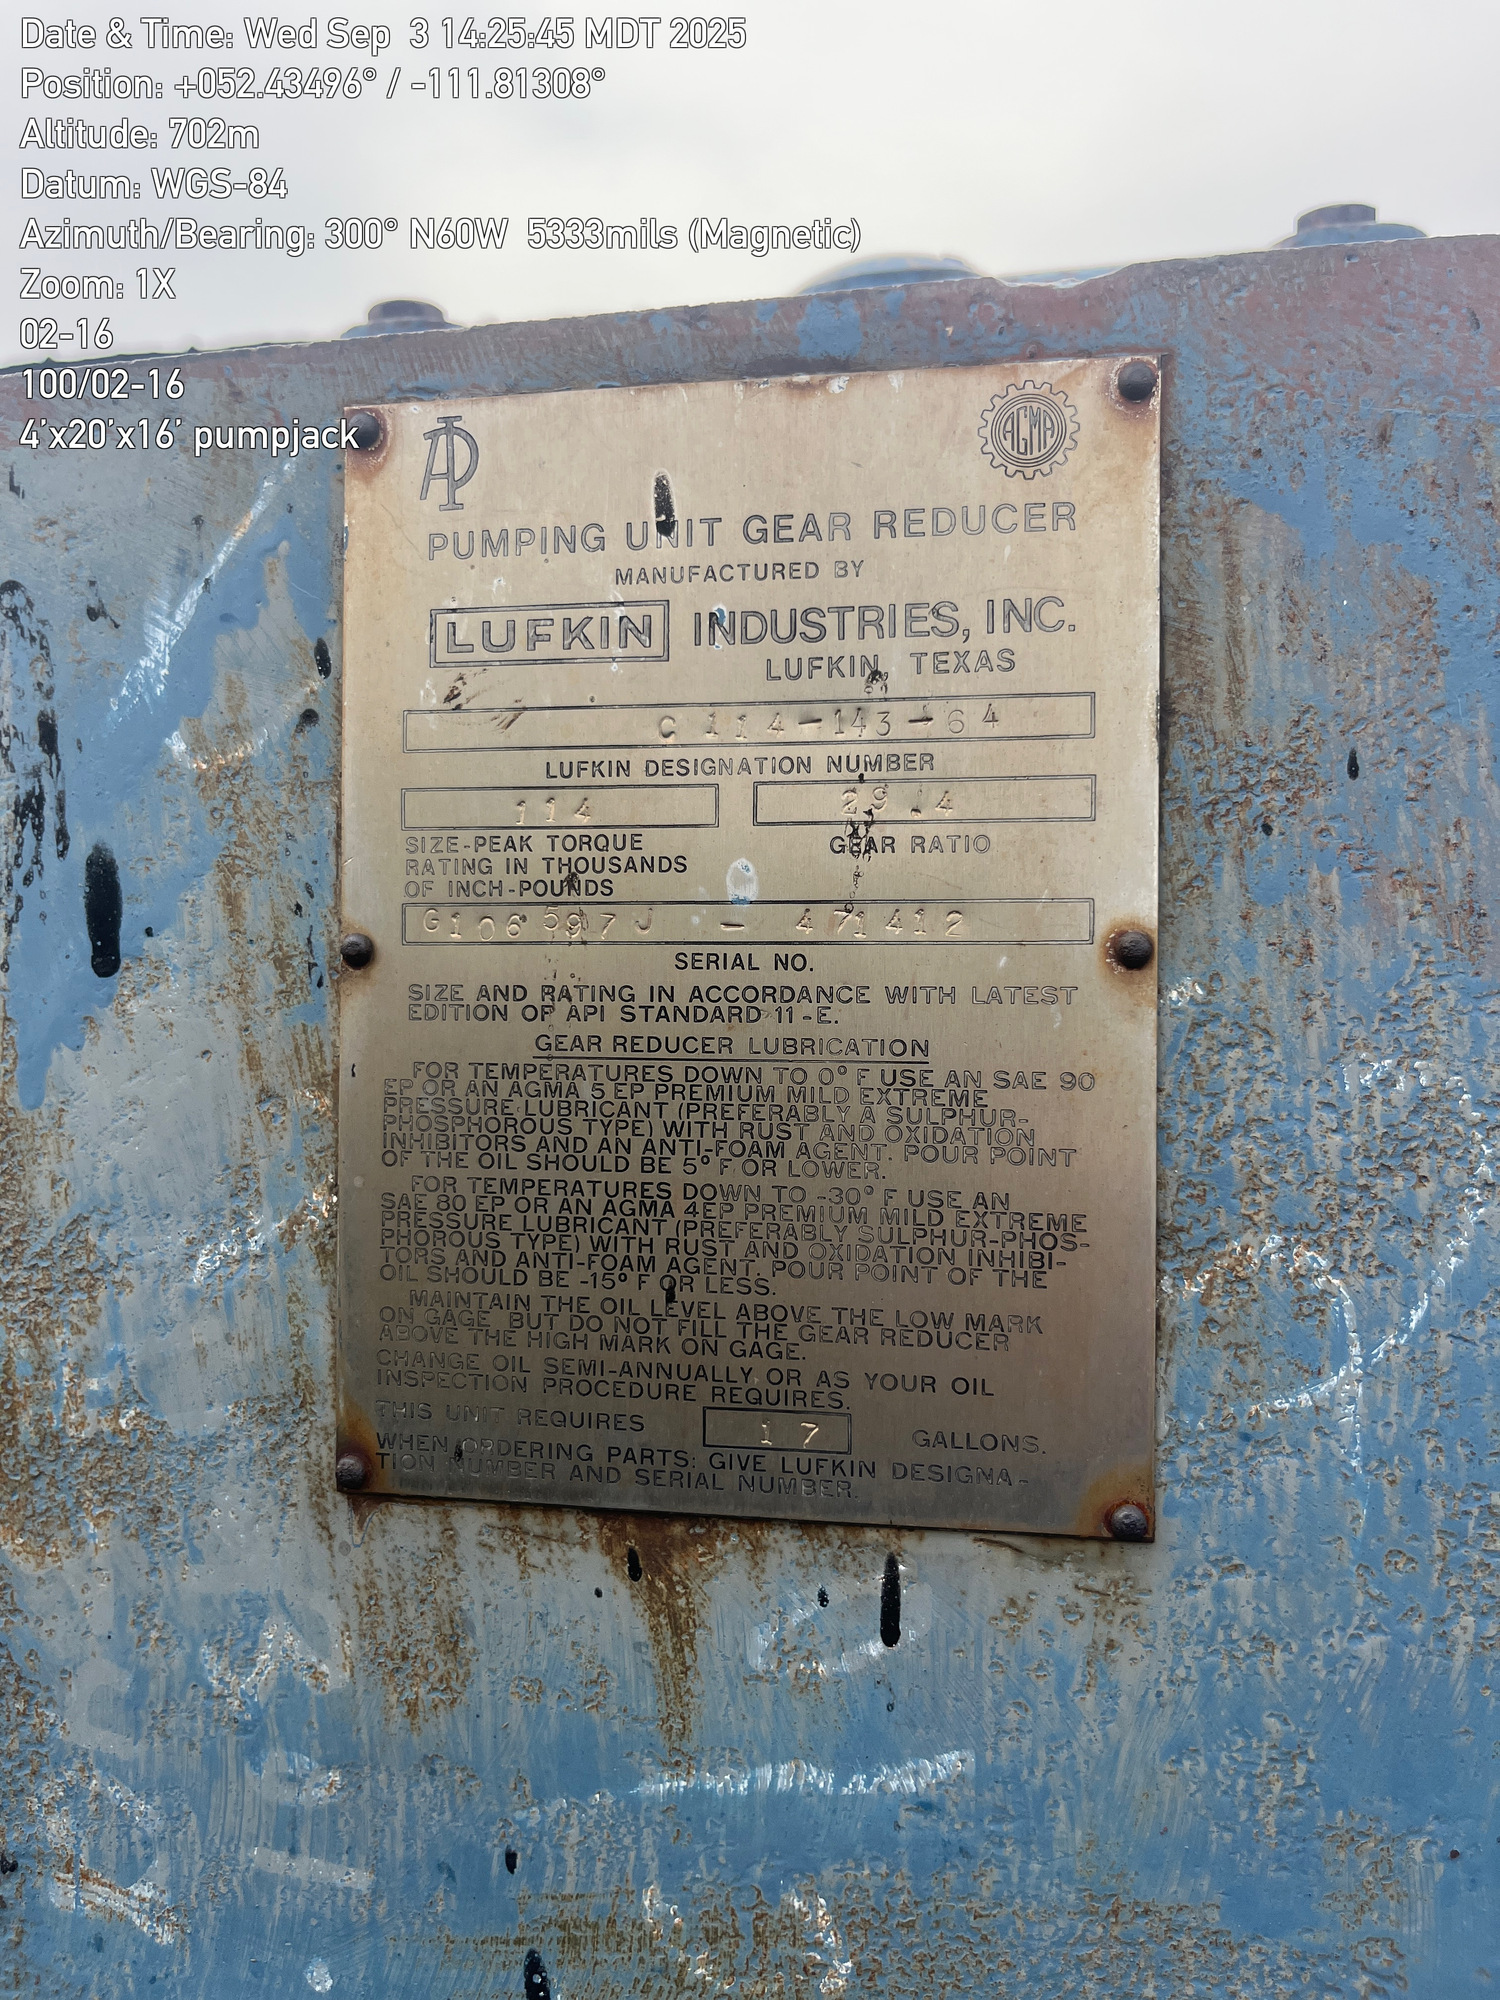 Date & Time: Wed Sep 3 14:25:45 MDT 2025
Position: +052.43496° / -111.81308°
Altitude: 702m
Datum: WGS-84
Azimuth/Bearing: 300° N60W 5333mils (Magnetic)
Zoom: 1X
02-16
100/02-16
4'x20'x16' pumpjack
API
AGMA
PUMPING UNIT GEAR REDUCER
MANUFACTURED BY
LUFKIN INDUSTRIES, INC.
LUFKIN, TEXAS
C 114-143-64
LUFKIN DESIGNATION NUMBER
114 29.4
SIZE-PEAK TORQUE
RATING IN THOUSANDS
OF INCH-POUNDS
GEAR RATIO
G106597J - 471412
SERIAL NO.
SIZE AND RATING IN ACCORDANCE WITH LATEST
EDITION OF API STANDARD 11-E.
GEAR REDUCER LUBRICATION
FOR TEMPERATURES DOWN TO 0° F USE AN SAE 90
EP OR AN AGMA 5 EP PREMIUM MILD EXTREME
PRESSURE LUBRICANT (PREFERABLY A SULPHUR-
PHOSPHOROUS TYPE) WITH RUST AND OXIDATION
INHIBITORS AND AN ANTI-FOAM AGENT. POUR POINT
OF THE OIL SHOULD BE 5° F OR LOWER.
FOR TEMPERATURES DOWN TO -30° F USE AN
SAE 80 EP OR AN AGMA 4EP PREMIUM MILD EXTREME
PRESSURE LUBRICANT (PREFERABLY SULPHUR-PHOS-
PHOROUS TYPE) WITH RUST AND OXIDATION INHIBI-
TORS AND ANTI-FOAM AGENT. POUR POINT OF THE
OIL SHOULD BE -15° F OR LESS.
MAINTAIN THE OIL LEVEL ABOVE THE LOW MARK
ON GAGE BUT DO NOT FILL THE GEAR REDUCER
ABOVE THE HIGH MARK ON GAGE.
CHANGE OIL SEMI-ANNUALLY OR AS YOUR OIL
INSPECTION PROCEDURE REQUIRES.
THIS UNIT REQUIRES 17 GALLONS.
WHEN ORDERING PARTS: GIVE LUFKIN DESIGNA-
TION NUMBER AND SERIAL NUMBER.